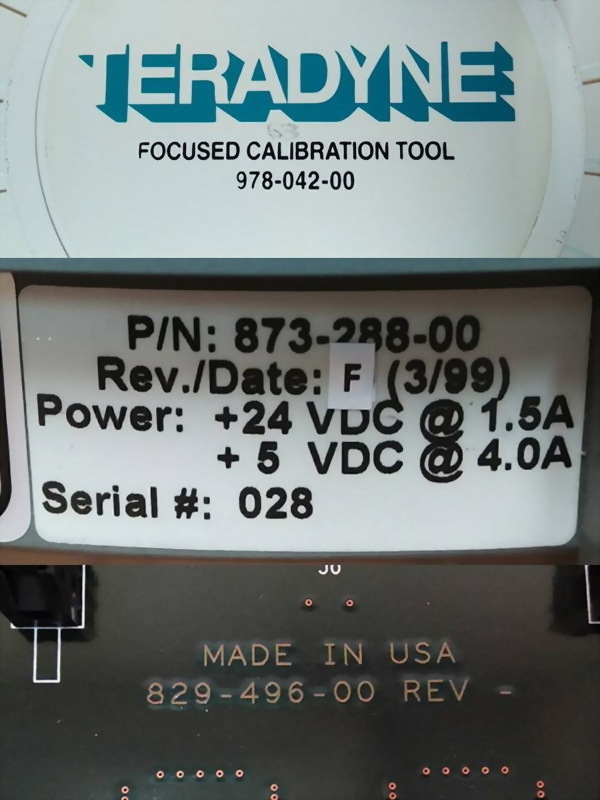 TERADYNE
63
FOCUSED CALIBRATION TOOL
978-042-00
P/N: 873-288-00
Rev./Date: F (3/99)
Power: +24 VDC @ 1.5A
+ 5 VDC @ 4.0A
Serial #: 028
MADE IN USA
829-496-00 REV -